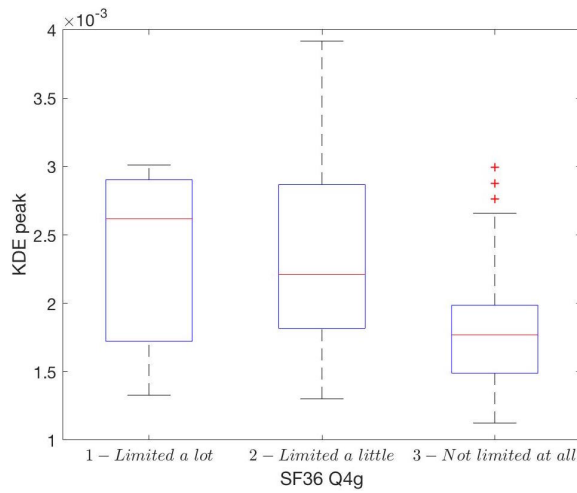 ×10⁻³
4
3.5
3
2.5
2
1.5
1
KDE peak
1 − Limited a lot 2 − Limited a little 3 − Not limited at all
SF36 Q4g